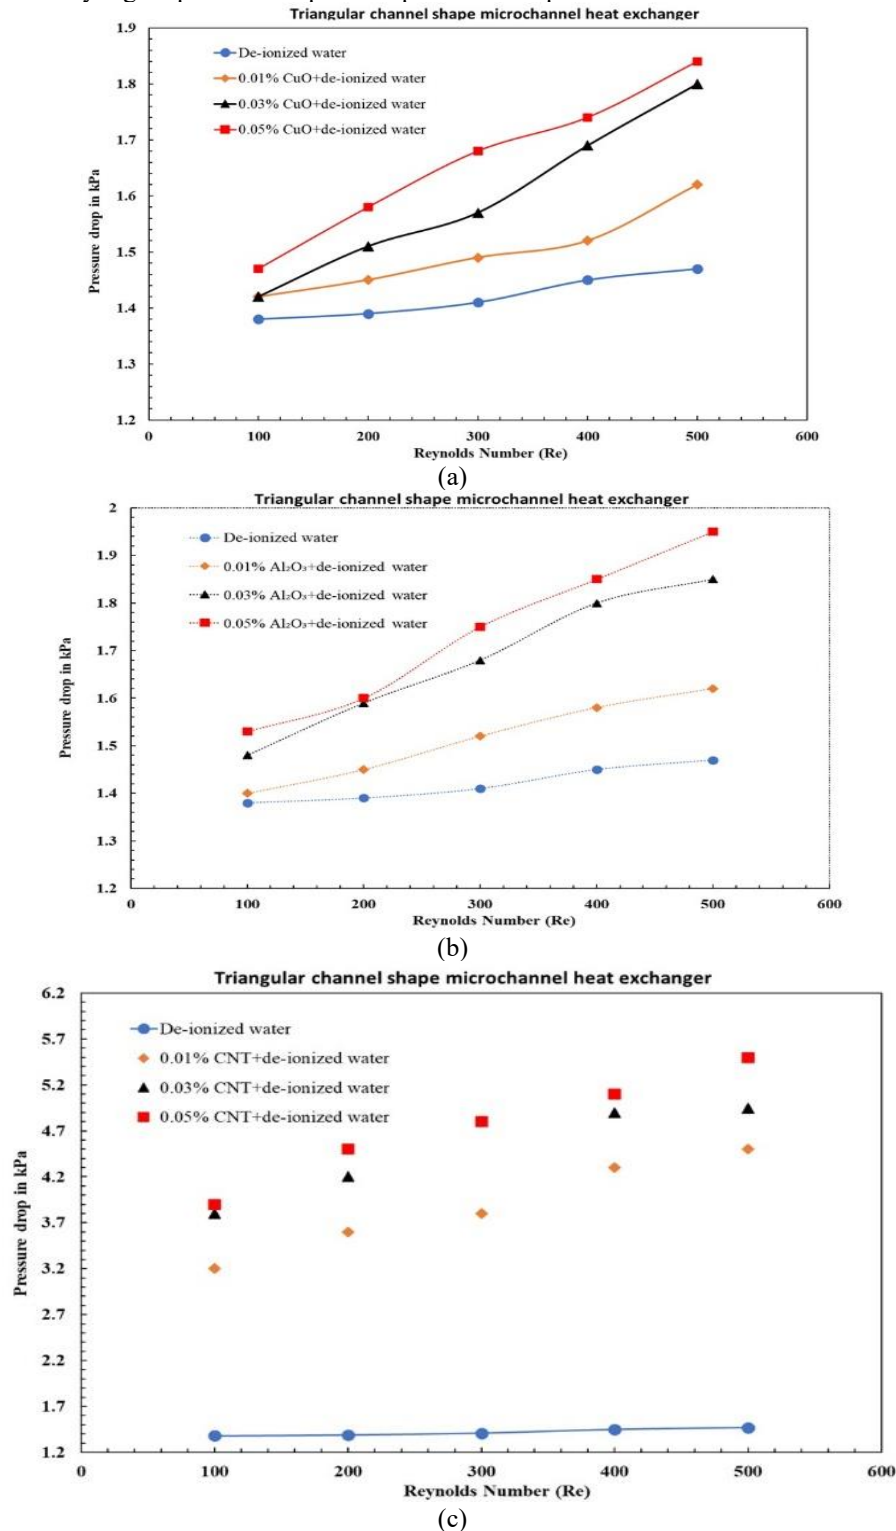 Triangular channel shape microchannel heat exchanger
1.9
De-ionized water
0.01% CuO+de-ionized water
1.8
0.03% CuO+de-ionized water
0.05% CuO+de-ionized water
1.7
Pressure drop in kPa
1.6
1.5
1.4
1.3
1.2
0 100 200 300 400 500 600
Reynolds Number (Re)
(a)
Triangular channel shape microchannel heat exchanger
2
De-ionized water
1.9
0.01% Al₂O₃+de-ionized water
0.03% Al₂O₃+de-ionized water
1.8
0.05% Al₂O₃+de-ionized water
1.7
Pressure drop in kPa
1.6
1.5
1.4
1.3
1.2
0 100 200 300 400 500 600
Reynolds Number (Re)
(b)
Triangular channel shape microchannel heat exchanger
6.2
De-ionized water
5.7
0.01% CNT+de-ionized water
0.03% CNT+de-ionized water
5.2
0.05% CNT+de-ionized water
4.7
4.2
Pressure drop in kPa
3.7
3.2
2.7
2.2
1.7
1.2
0 100 200 300 400 500 600
Reynolds Number (Re)
(c)